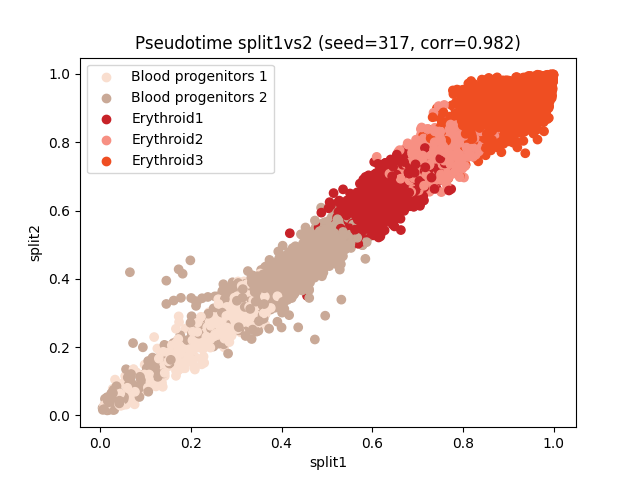 Pseudotime split1vs2 (seed=317, corr=0.982)
Blood progenitors 1
Blood progenitors 2
Erythroid1
Erythroid2
Erythroid3
1.0
0.8
0.6
0.4
0.2
0.0
split2
0.0 0.2 0.4 0.6 0.8 1.0
split1